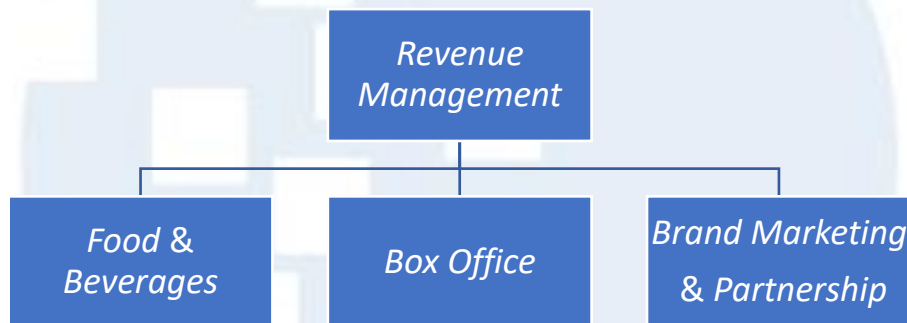 Revenue
Management
Food &
Beverages
Box Office
Brand Marketing
& Partnership